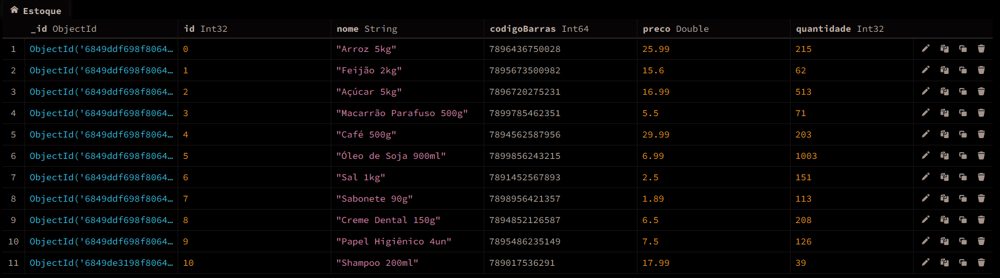 Estoque
_id ObjectId id Int32 nome String codigoBarras Int64 preco Double quantidade Int32
1 ObjectId('6849ddf698f8064… 0 "Arroz 5kg" 7896436750028 25.99 215
2 ObjectId('6849ddf698f8064… 1 "Feijão 2kg" 7895673500982 15.6 62
3 ObjectId('6849ddf698f8064… 2 "Açúcar 5kg" 7896720275231 16.99 513
4 ObjectId('6849ddf698f8064… 3 "Macarrão Parafuso 500g" 7899785462351 5.5 71
5 ObjectId('6849ddf698f8064… 4 "Café 500g" 7894562587956 29.99 203
6 ObjectId('6849ddf698f8064… 5 "Óleo de Soja 900ml" 7899856243215 6.99 1003
7 ObjectId('6849ddf698f8064… 6 "Sal 1kg" 7891452567893 2.5 151
8 ObjectId('6849ddf698f8064… 7 "Sabonete 90g" 7898956421357 1.89 113
9 ObjectId('6849ddf698f8064… 8 "Creme Dental 150g" 7894852126587 6.5 208
10 ObjectId('6849ddf698f8064… 9 "Papel Higiênico 4un" 7895486235149 7.5 126
11 ObjectId('6849de3198f8064… 10 "Shampoo 200ml" 789017536291 17.99 39